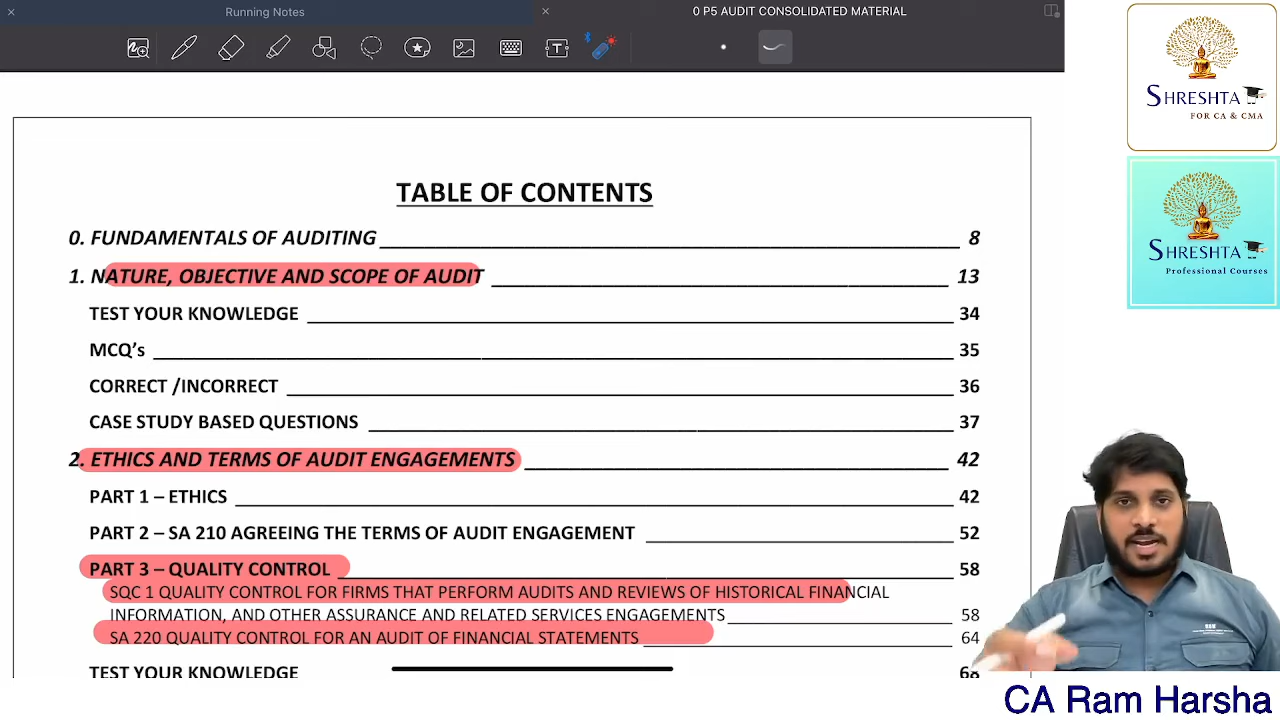 Running Notes
0 P5 AUDIT CONSOLIDATED MATERIAL
T
SHRESHTA
FOR CA & CMA
SHRESHTA
Professional Courses
TABLE OF CONTENTS
0. FUNDAMENTALS OF AUDITING 8
1. NATURE, OBJECTIVE AND SCOPE OF AUDIT 13
TEST YOUR KNOWLEDGE 34
MCQ's 35
CORRECT /INCORRECT 36
CASE STUDY BASED QUESTIONS 37
2. ETHICS AND TERMS OF AUDIT ENGAGEMENTS 42
PART 1 – ETHICS 42
PART 2 – SA 210 AGREEING THE TERMS OF AUDIT ENGAGEMENT 52
PART 3 – QUALITY CONTROL 58
SQC 1 QUALITY CONTROL FOR FIRMS THAT PERFORM AUDITS AND REVIEWS OF HISTORICAL FINANCIAL
INFORMATION, AND OTHER ASSURANCE AND RELATED SERVICES ENGAGEMENTS 58
SA 220 QUALITY CONTROL FOR AN AUDIT OF FINANCIAL STATEMENTS 64
TEST YOUR KNOWLEDGE 68
CA Ram Harsha